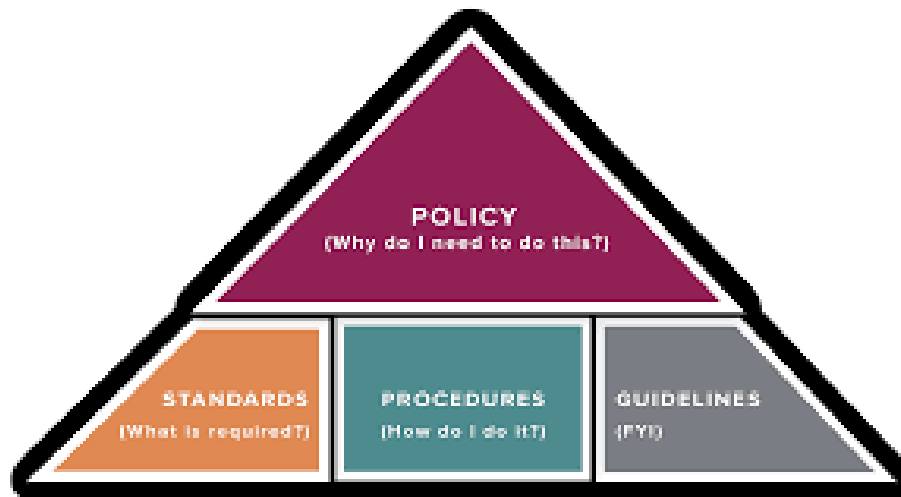 POLICY
(Why do I need to do this?)
STANDARDS
(What is required?)
PROCEDURES
(How do I do it?)
GUIDELINES
(FYI)